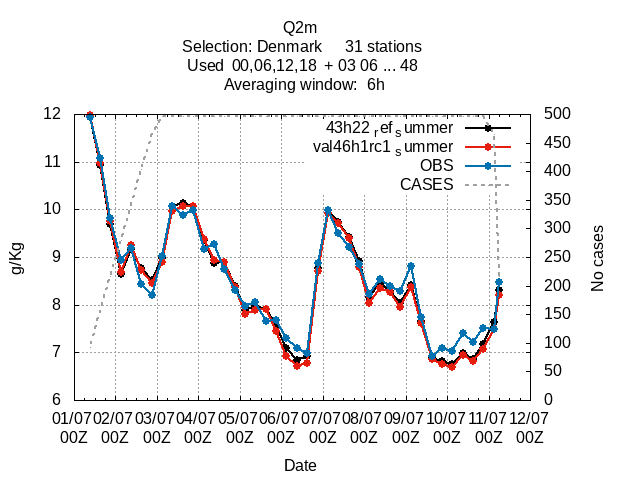 Q2m
Selection: Denmark 31 stations
Used 00,06,12,18 + 03 06 ... 48
Averaging window: 6h
43h22_ref_summer
val46h1rc1_summer
OBS
CASES
g/Kg
12
11
10
9
8
7
6
No cases
500
450
400
350
300
250
200
150
100
50
0
01/07 02/07 03/07 04/07 05/07 06/07 07/07 08/07 09/07 10/07 11/07 12/07
00Z 00Z 00Z 00Z 00Z 00Z 00Z 00Z 00Z 00Z 00Z 00Z
Date